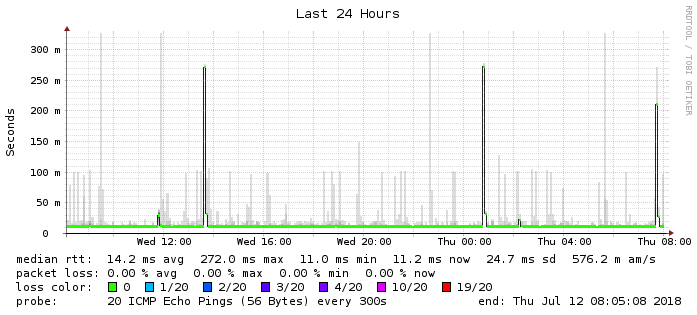 Last 24 Hours
RRDTOOL / TOBI OETIKER
Seconds
300 m
250 m
200 m
150 m
100 m
50 m
0
Wed 12:00 Wed 16:00 Wed 20:00 Thu 00:00 Thu 04:00 Thu 08:00
median rtt: 14.2 ms avg 272.0 ms max 11.0 ms min 11.2 ms now 24.7 ms sd 576.2 m am/s
packet loss: 0.00 % avg 0.00 % max 0.00 % min 0.00 % now
loss color: 0 1/20 2/20 3/20 4/20 10/20 19/20
probe: 20 ICMP Echo Pings (56 Bytes) every 300s end: Thu Jul 12 08:05:08 2018